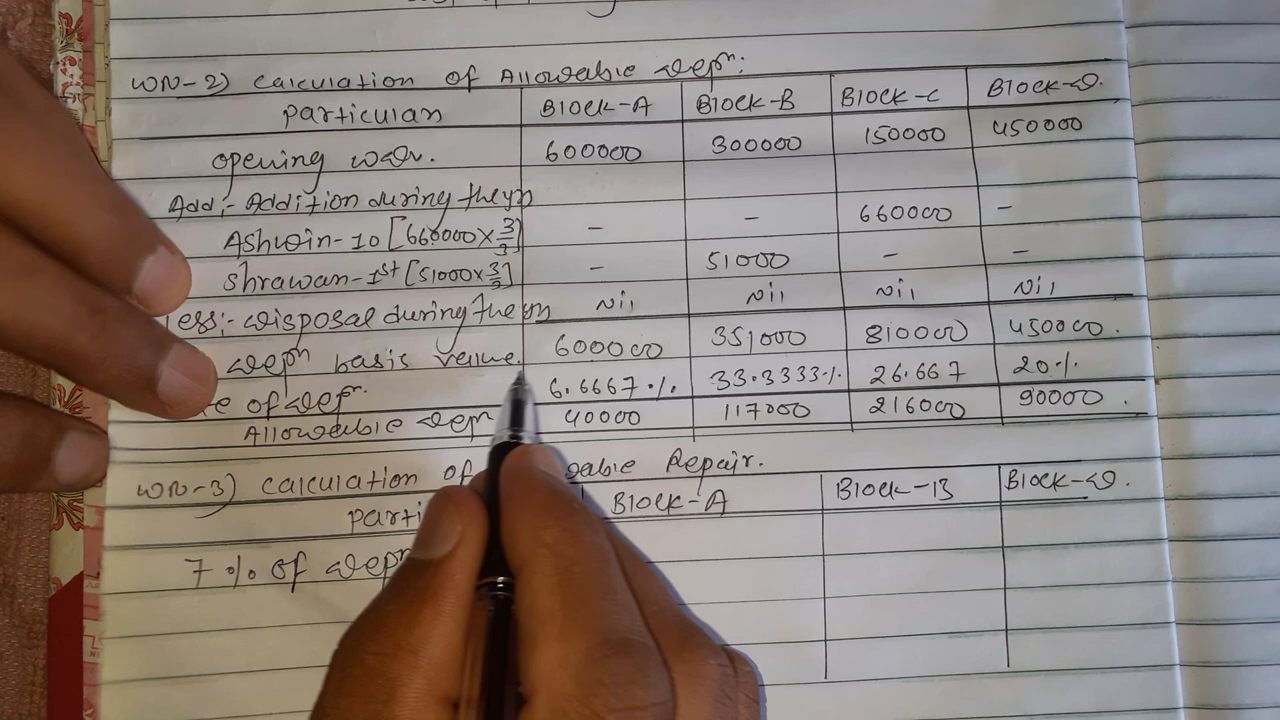 WN-2) Calculation of Allowable Depn:
Particulars Block-A Block-B Block-C Block-D.
Opening WDV. 600000 300000 150000 450000
Add:- Addition during the yr
Ashwin-10 [660000×3/3] - - 660000 -
Shrawan-1st [51000×3/3] - 51000 - -
Less:- Disposal during the yr Nil Nil Nil Nil
Depn basis value. 600000 351000 810000 450000.
e of Depn. 6.6667% 33.3333% 26.667 20%
Allowable Depn 40000 117000 216000 90000.
WN-3) Calculation of able Repair.
Parti Block-A Block-B Block-D.
7% of Depn